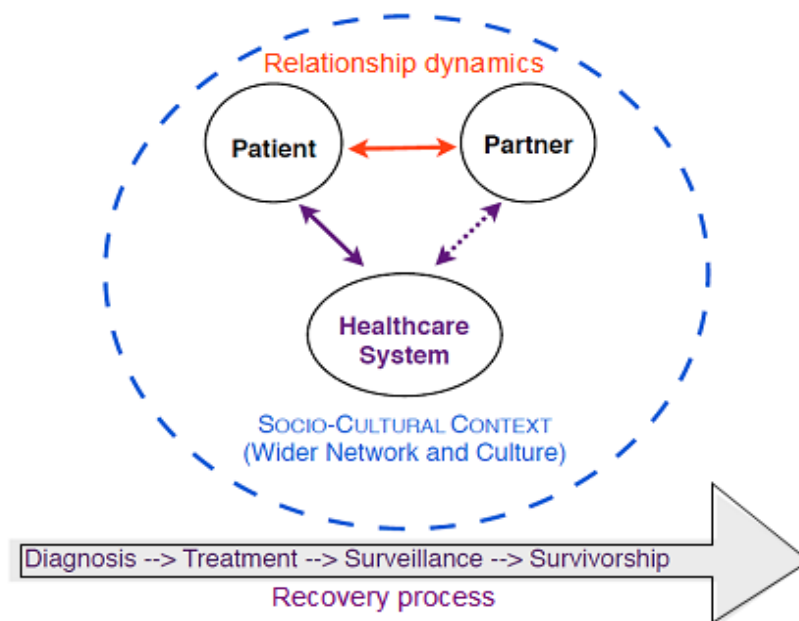 Relationship dynamics
Patient
Partner
Healthcare
System
SOCIO-CULTURAL CONTEXT
(Wider Network and Culture)
Diagnosis --> Treatment --> Surveillance --> Survivorship
Recovery process